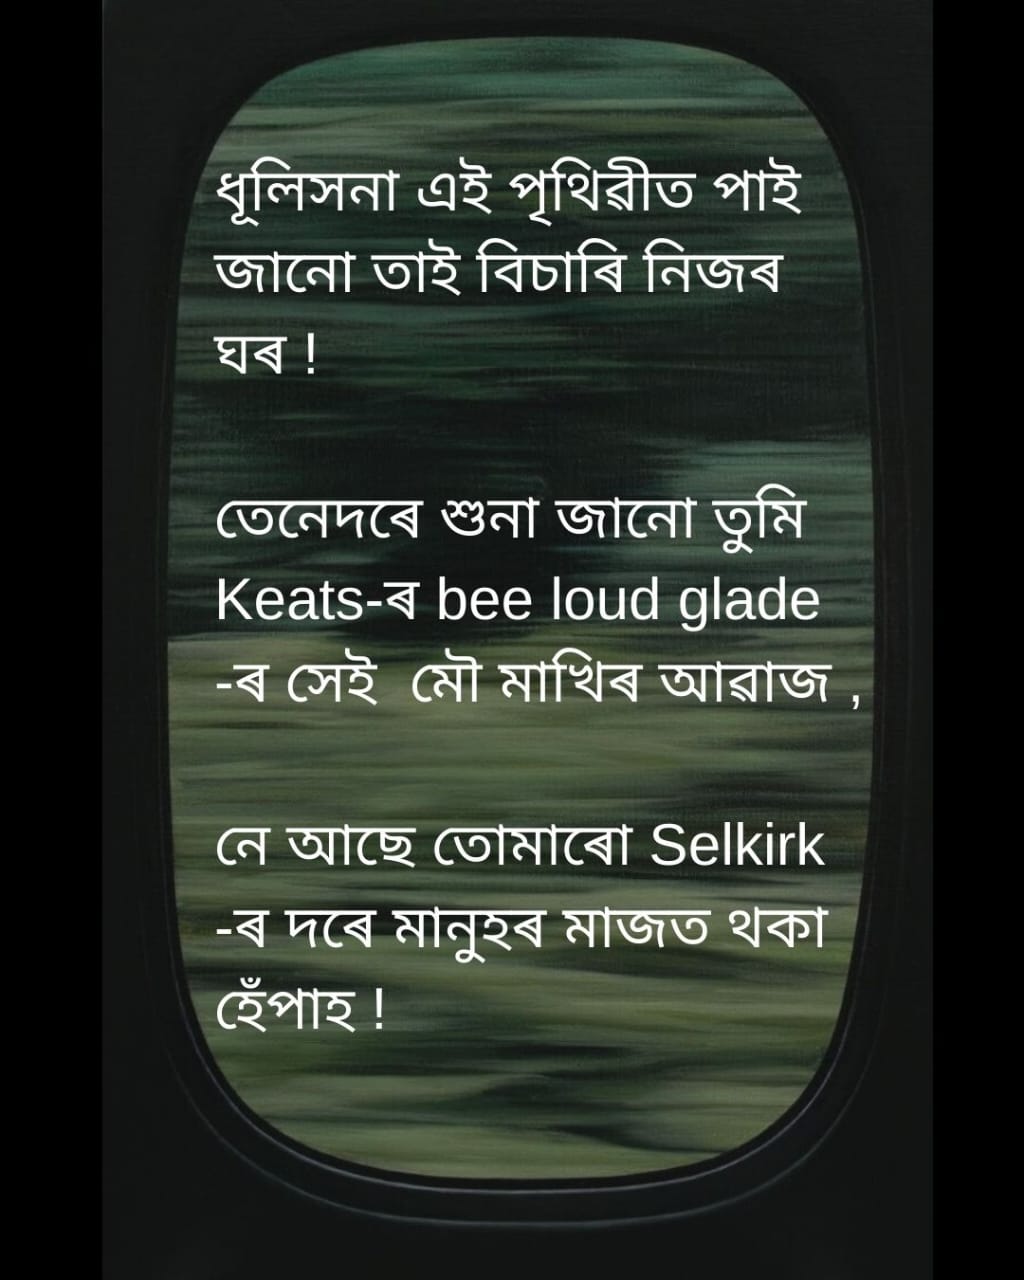 ধূলিসনা এই পৃথিৱীত পাই
জানো তাই বিচাৰি নিজৰ
ঘৰ !
তেনেদৰে শুনা জানো তুমি
Keats-ৰ bee loud glade
-ৰ সেই  মৌ মাখিৰ আৱাজ ,
নে আছে তোমাৰো Selkirk
-ৰ দৰে মানুহৰ মাজত থকা
হেঁপাহ !